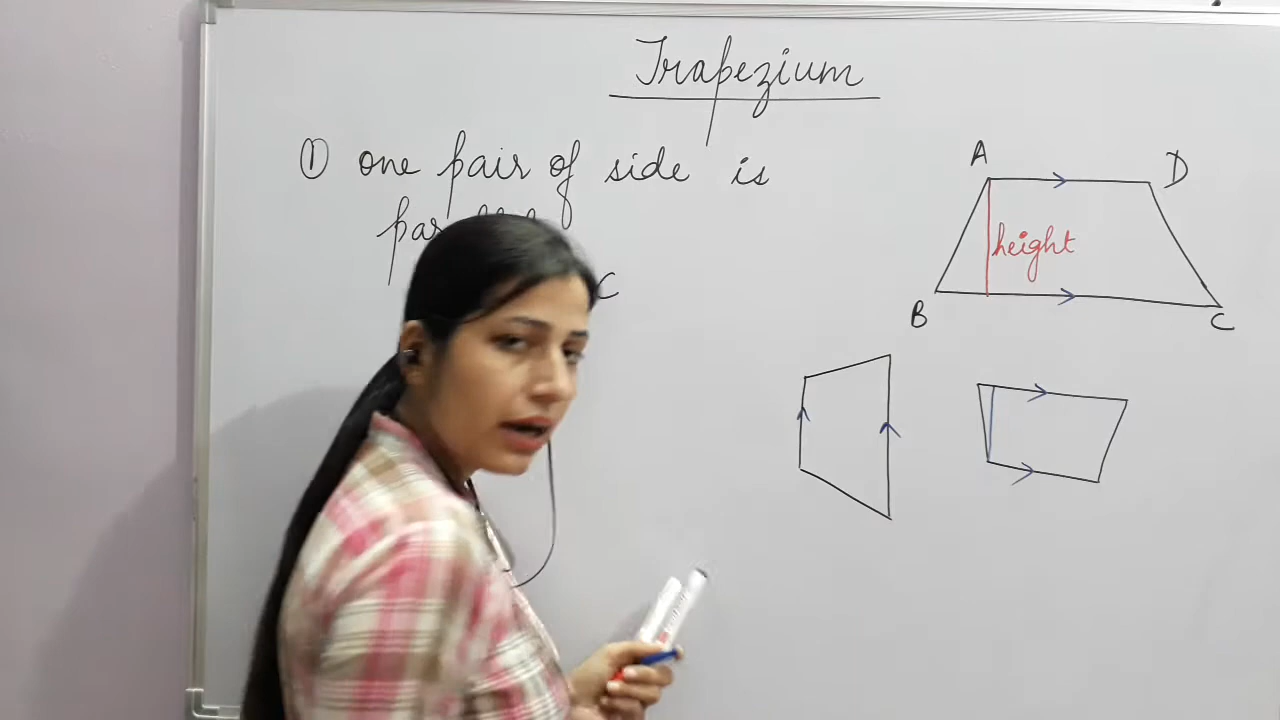 Trapezium
① one pair of side is
A
D
height
B
C
C